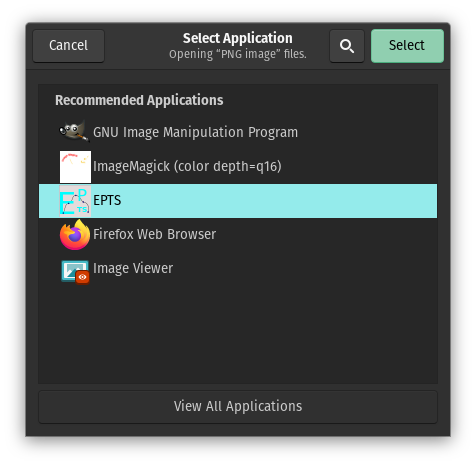 Cancel
Select Application
Opening “PNG image” files.
Select
Recommended Applications
GNU Image Manipulation Program
ImageMagick (color depth=q16)
EPTS
EPTS
Firefox Web Browser
Image Viewer
View All Applications